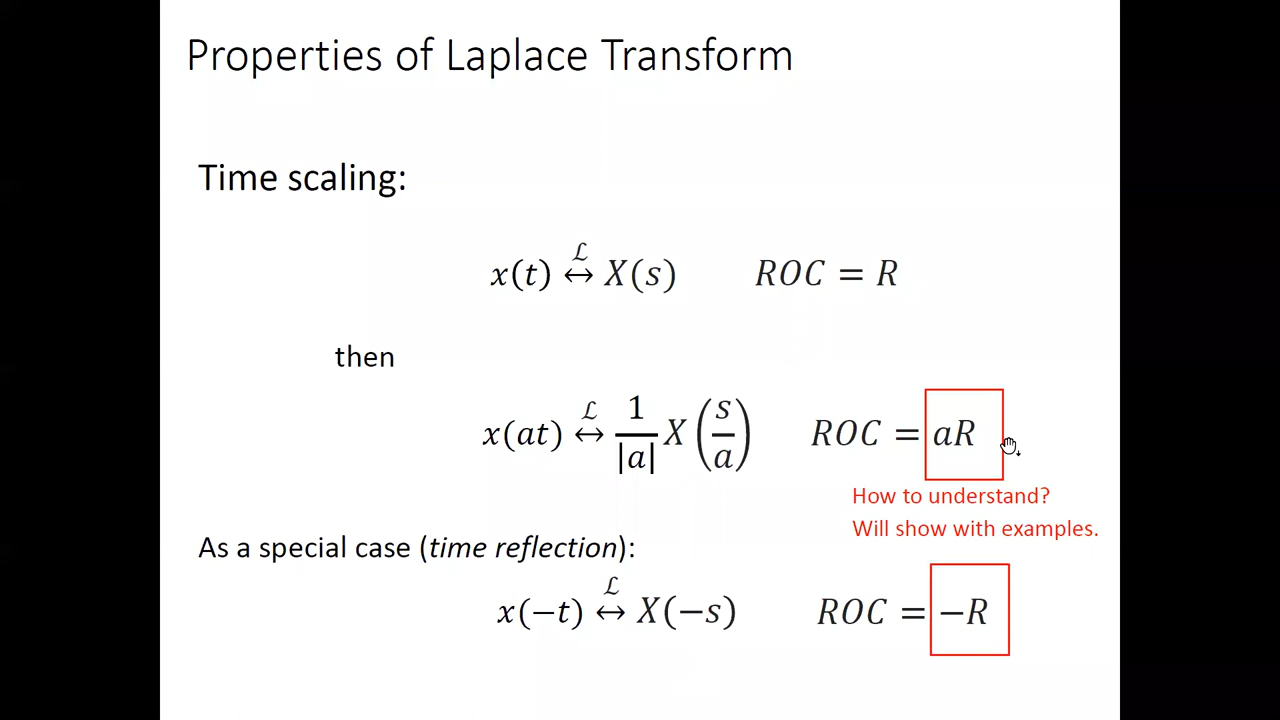 Properties of Laplace Transform
Time scaling:
x(t) ℒ↔ X(s) ROC = R
then
x(at) ℒ↔ 1/|a| X(s/a) ROC = aR
How to understand?
Will show with examples.
As a special case (time reflection):
x(−t) ℒ↔ X(−s) ROC = −R